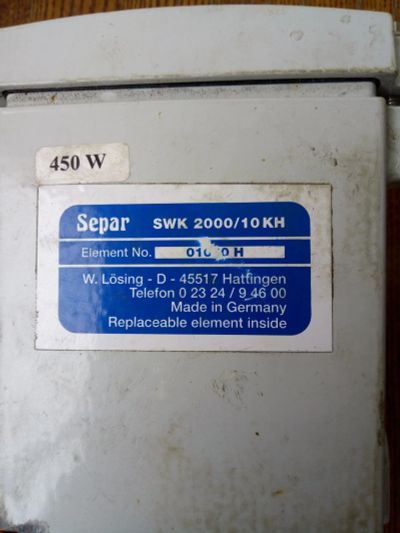 450 W
Separ SWK 2000/10 KH
Element No. H
W. Lösing - D - 45517 Hattingen
Telefon 0 23 24 / 9 46 00
Made in Germany
Replaceable element inside